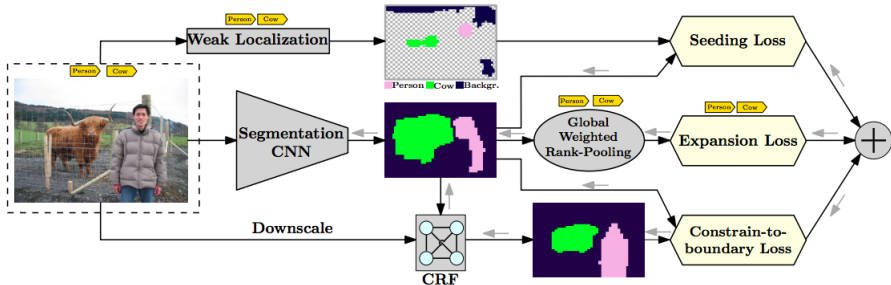 Person Cow
Weak Localization
Person Cow
Person Cow Backgr.
Seeding Loss
Segmentation
CNN
Person Cow
Global
Weighted
Rank-Pooling
Person Cow
Expansion Loss
+
Downscale
CRF
Constrain-to-
boundary Loss